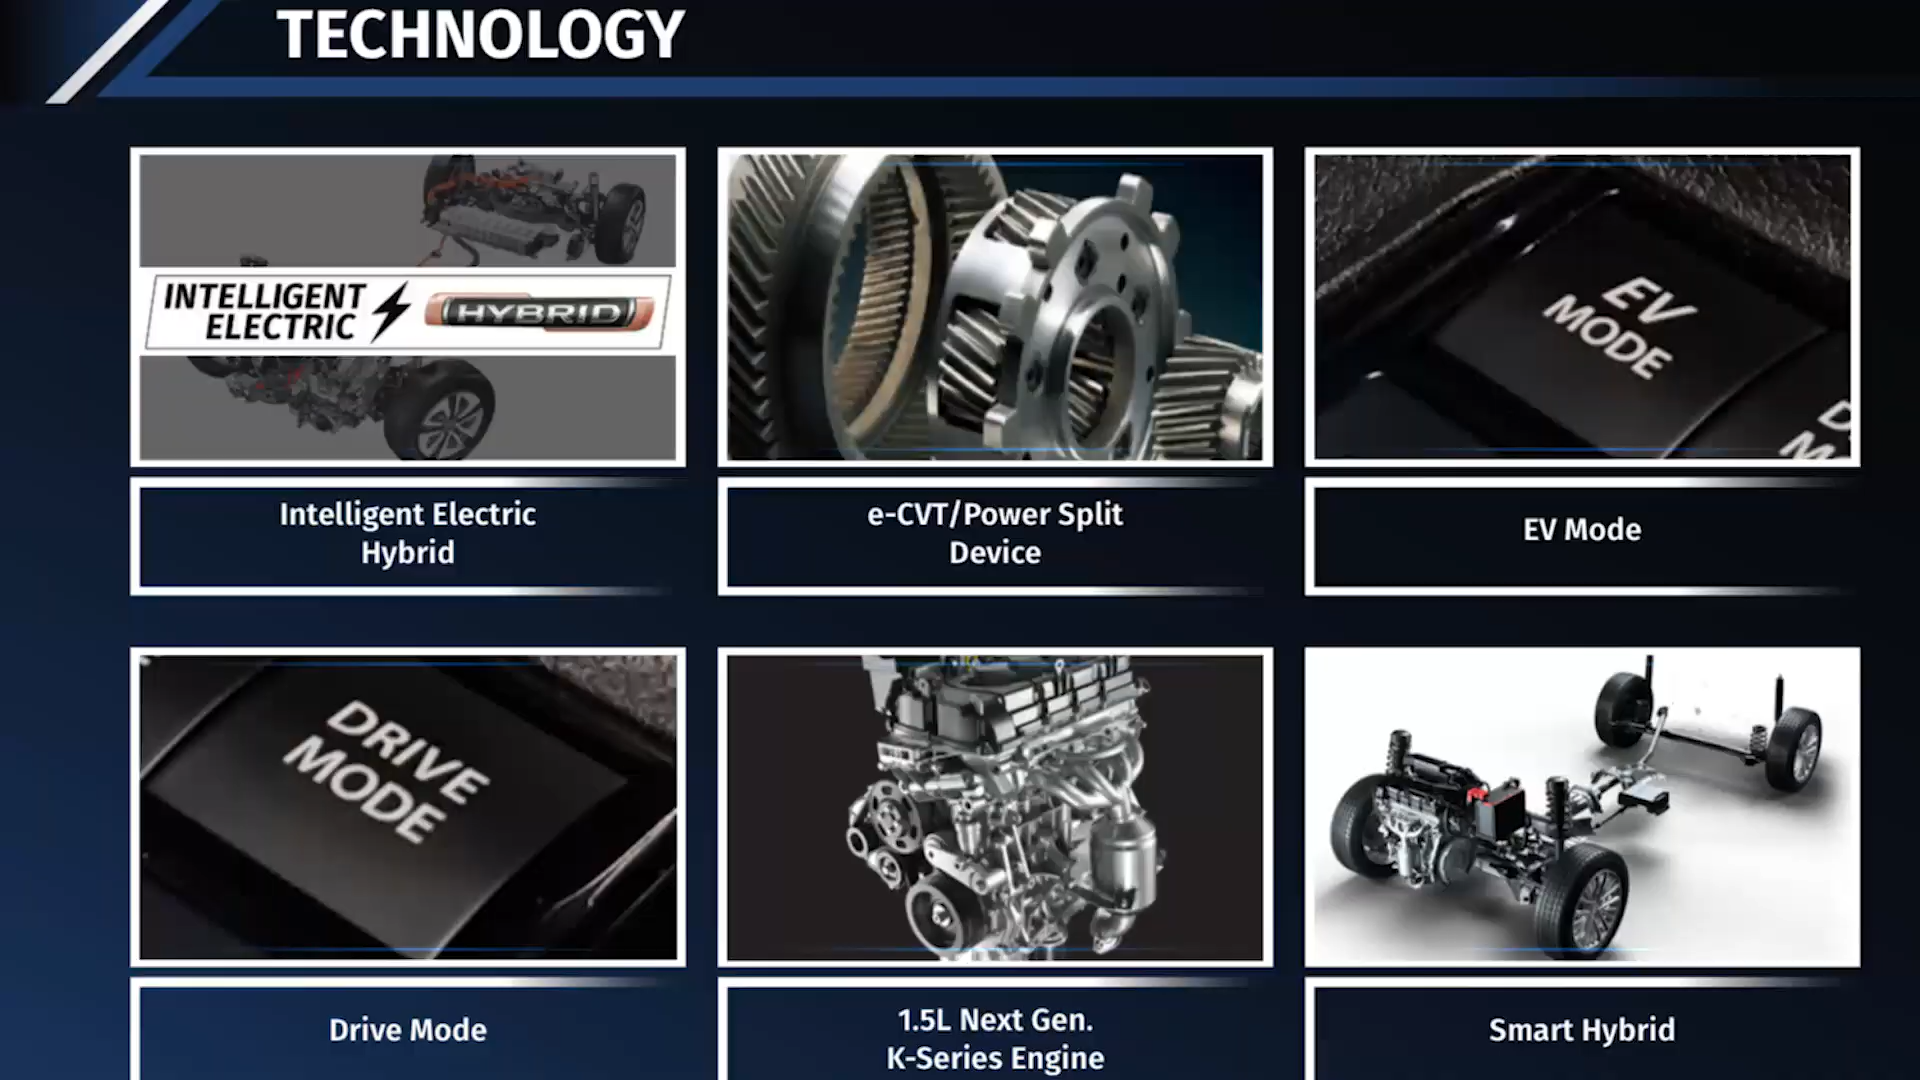 TECHNOLOGY
INTELLIGENT
ELECTRIC
HYBRID
EV
MODE
Intelligent Electric
Hybrid
e-CVT/Power Split
Device
EV Mode
DRIVE
MODE
Drive Mode
1.5L Next Gen.
K-Series Engine
Smart Hybrid